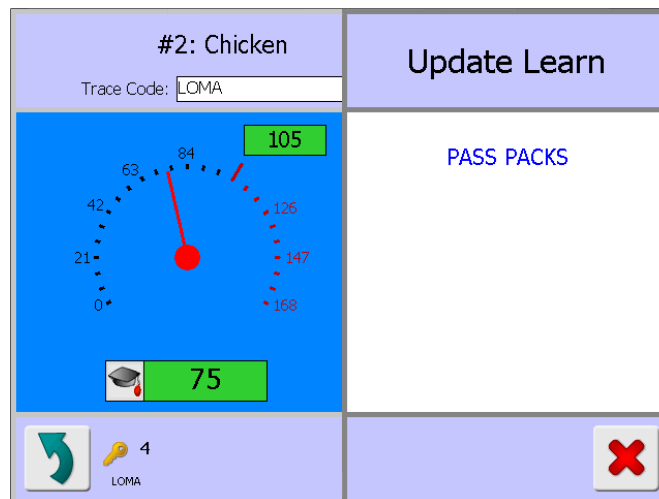 #2: Chicken
Trace Code: LOMA
Update Learn
105
PASS PACKS
84
63
42
21
0
126
147
168
75
4
LOMA